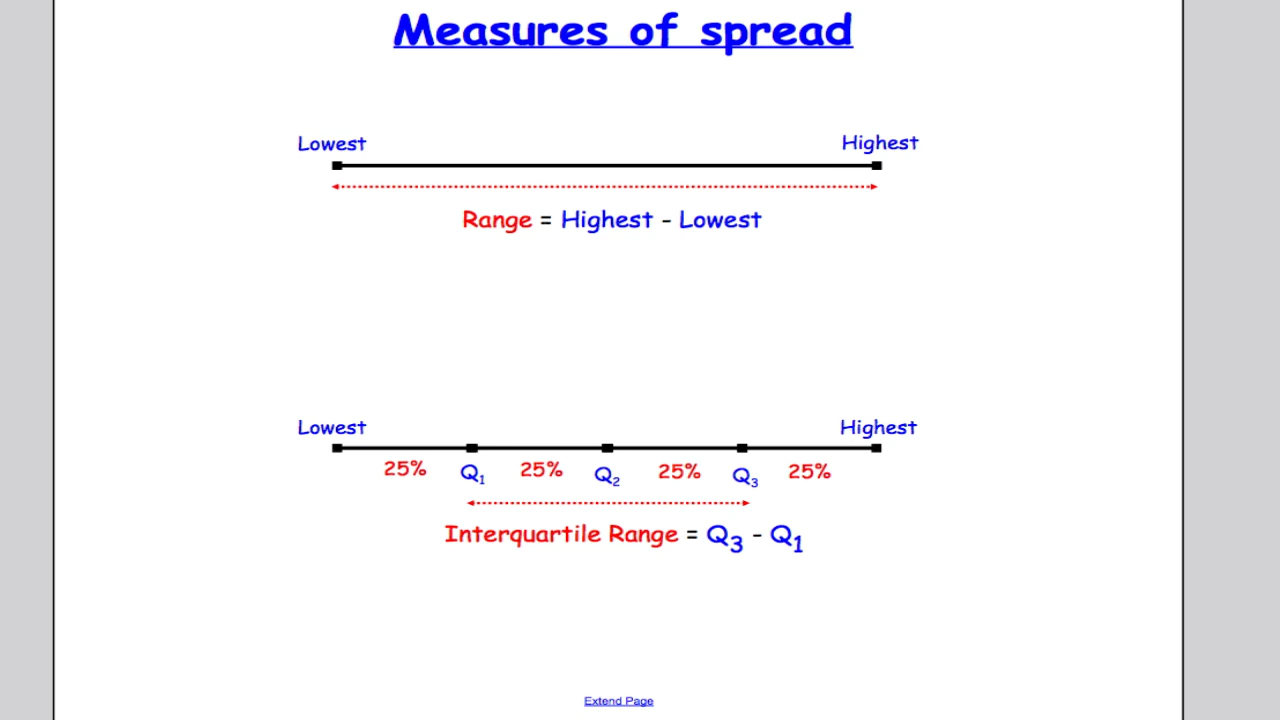 Measures of spread
Lowest Highest
Range = Highest - Lowest
Lowest Highest
25% Q₁ 25% Q₂ 25% Q₃ 25%
Interquartile Range = Q₃ - Q₁
Extend Page